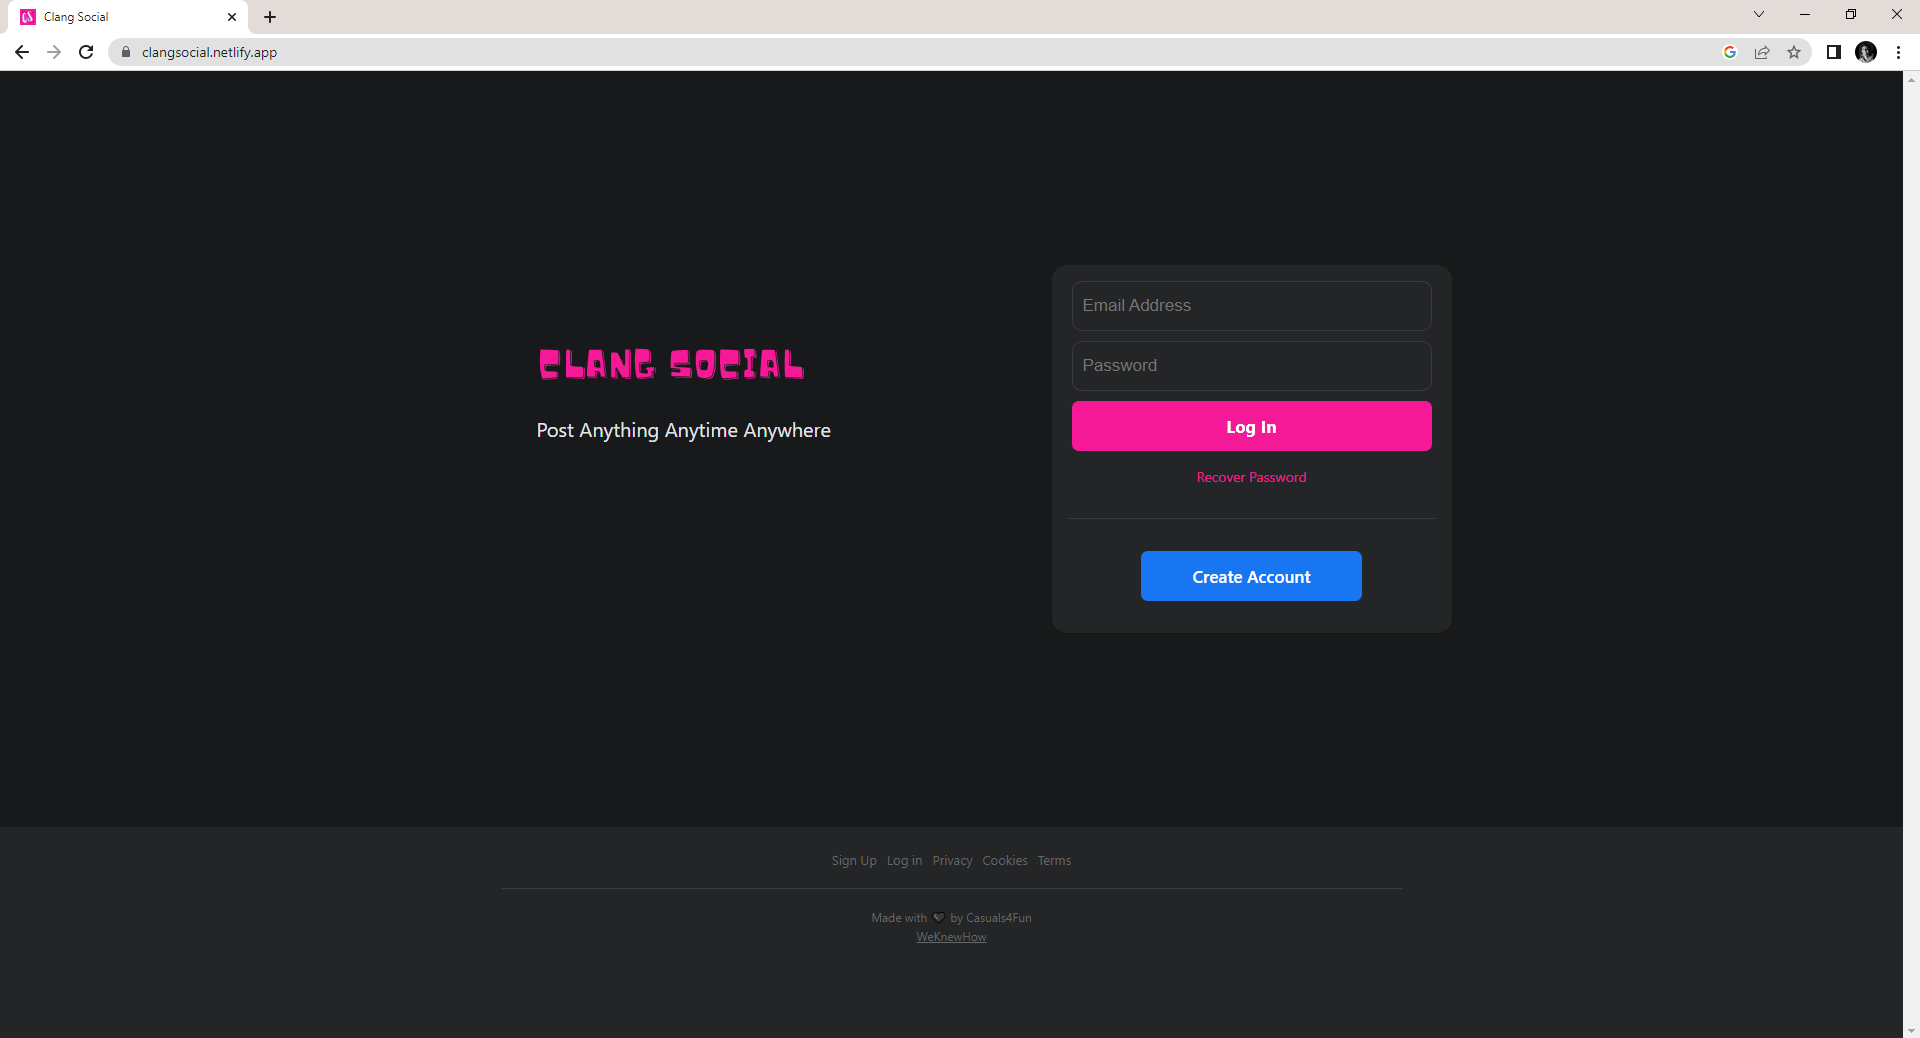 Clang Social
clangsocial.netlify.app
CLANG SOCIAL
Post Anything Anytime Anywhere
Email Address
Password
Log In
Recover Password
Create Account
Sign Up Log in Privacy Cookies Terms
Made with 🖤 by Casuals4Fun
WeKnewHow